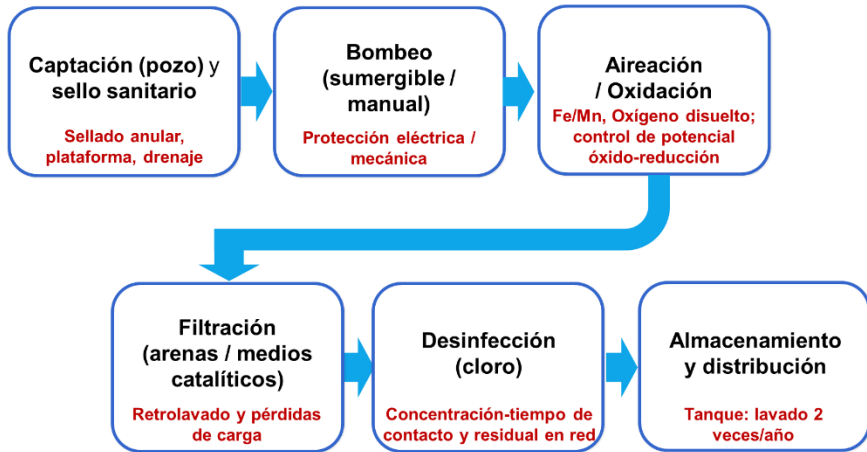 Captación (pozo) y
sello sanitario
Sellado anular,
plataforma, drenaje
Bombeo
(sumergible /
manual)
Protección eléctrica /
mecánica
Aireación
/ Oxidación
Fe/Mn, Oxígeno disuelto;
control de potencial
óxido-reducción
Filtración
(arenas / medios
catalíticos)
Retrolavado y pérdidas
de carga
Desinfección
(cloro)
Concentración-tiempo de
contacto y residual en red
Almacenamiento
y distribución
Tanque: lavado 2
veces/año